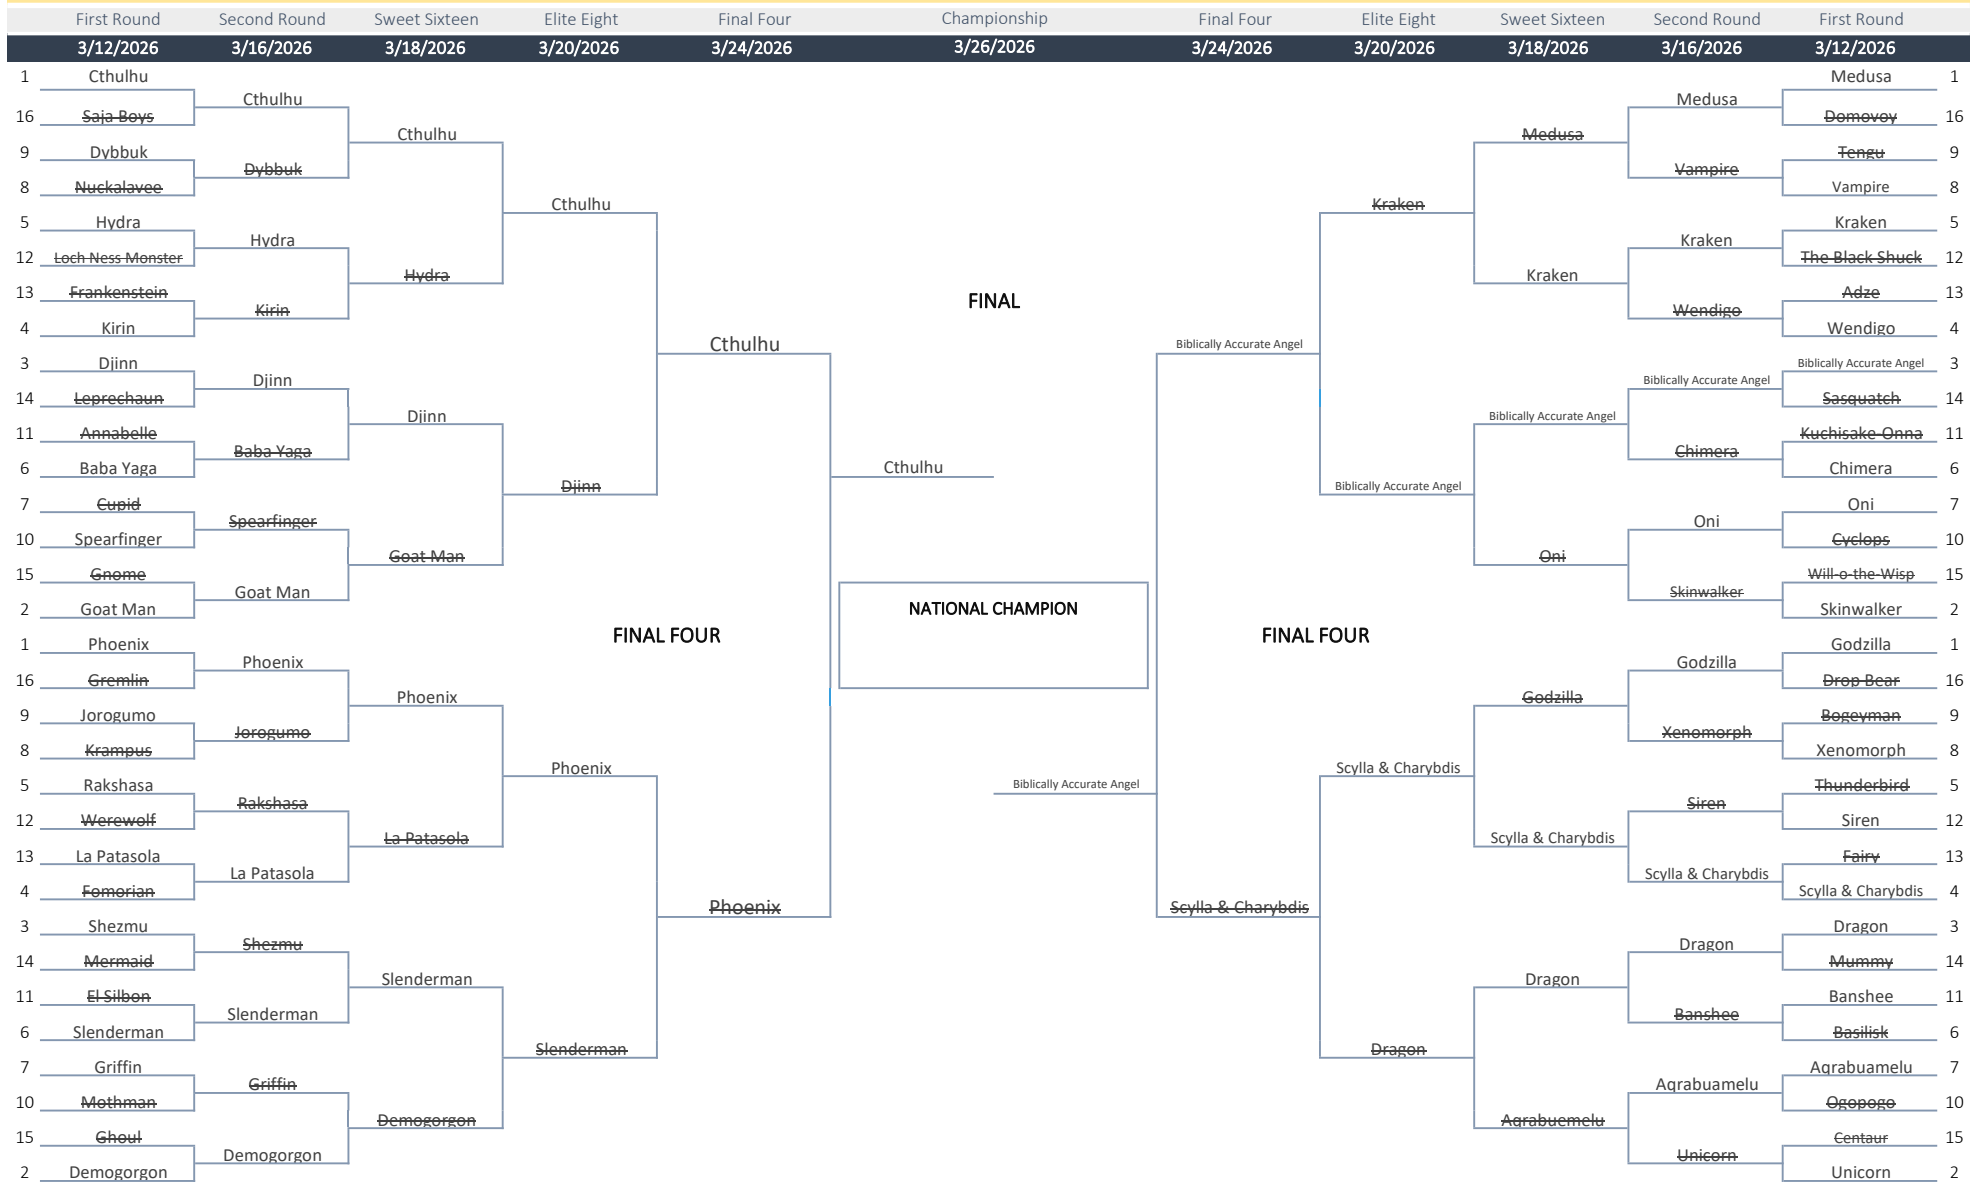 First Round Second Round Sweet Sixteen Elite Eight Final Four Championship Final Four Elite Eight Sweet Sixteen Second Round First Round
3/12/2026 3/16/2026 3/18/2026 3/20/2026 3/24/2026 3/26/2026 3/24/2026 3/20/2026 3/18/2026 3/16/2026 3/12/2026
1 Cthulhu Medusa 1
Cthulhu Medusa
16 Saja Boys Domovoy 16
Cthulhu Medusa
9 Dybbuk Tengu 9
Dybbuk Vampire
8 Nuckalavee Vampire 8
Cthulhu Kraken
5 Hydra Kraken 5
Hydra Kraken
12 Loch Ness Monster The Black Shuck 12
Hydra Kraken
13 Frankenstein Adze 13
FINAL
Kirin Wendigo
4 Kirin Wendigo 4
Cthulhu Biblically Accurate Angel
3 Djinn Biblically Accurate Angel 3
Djinn Biblically Accurate Angel
14 Leprechaun Sasquatch 14
Djinn Biblically Accurate Angel
11 Annabelle Kuchisake-Onna 11
Baba Yaga Chimera
6 Baba Yaga Cthulhu Chimera 6
Djinn Biblically Accurate Angel
7 Cupid Oni 7
Spearfinger Oni
10 Spearfinger Cyclops 10
Goat Man Oni
15 Gnome Will-o-the-Wisp 15
Goat Man Skinwalker
2 Goat Man NATIONAL CHAMPION Skinwalker 2
FINAL FOUR FINAL FOUR
1 Phoenix Godzilla 1
Phoenix Godzilla
16 Gremlin Drop Bear 16
Phoenix Godzilla
9 Jorogumo Bogeyman 9
Jorogumo Xenomorph
8 Krampus Xenomorph 8
Phoenix Scylla & Charybdis
5 Rakshasa Biblically Accurate Angel Thunderbird 5
Rakshasa Siren
12 Werewolf Siren 12
La Patasola Scylla & Charybdis
13 La Patasola Fairy 13
La Patasola Scylla & Charybdis
4 Fomorian Scylla & Charybdis 4
Phoenix Scylla & Charybdis
3 Shezmu Dragon 3
Shezmu Dragon
14 Mermaid Mummy 14
Slenderman Dragon
11 El Silbon Banshee 11
Slenderman Banshee
6 Slenderman Basilisk 6
Slenderman Dragon
7 Griffin Aqrabuamelu 7
Griffin Aqrabuamelu
10 Mothman Ogopogo 10
Demogorgon Aqrabuemelu
15 Ghoul Centaur 15
Demogorgon Unicorn
2 Demogorgon Unicorn 2